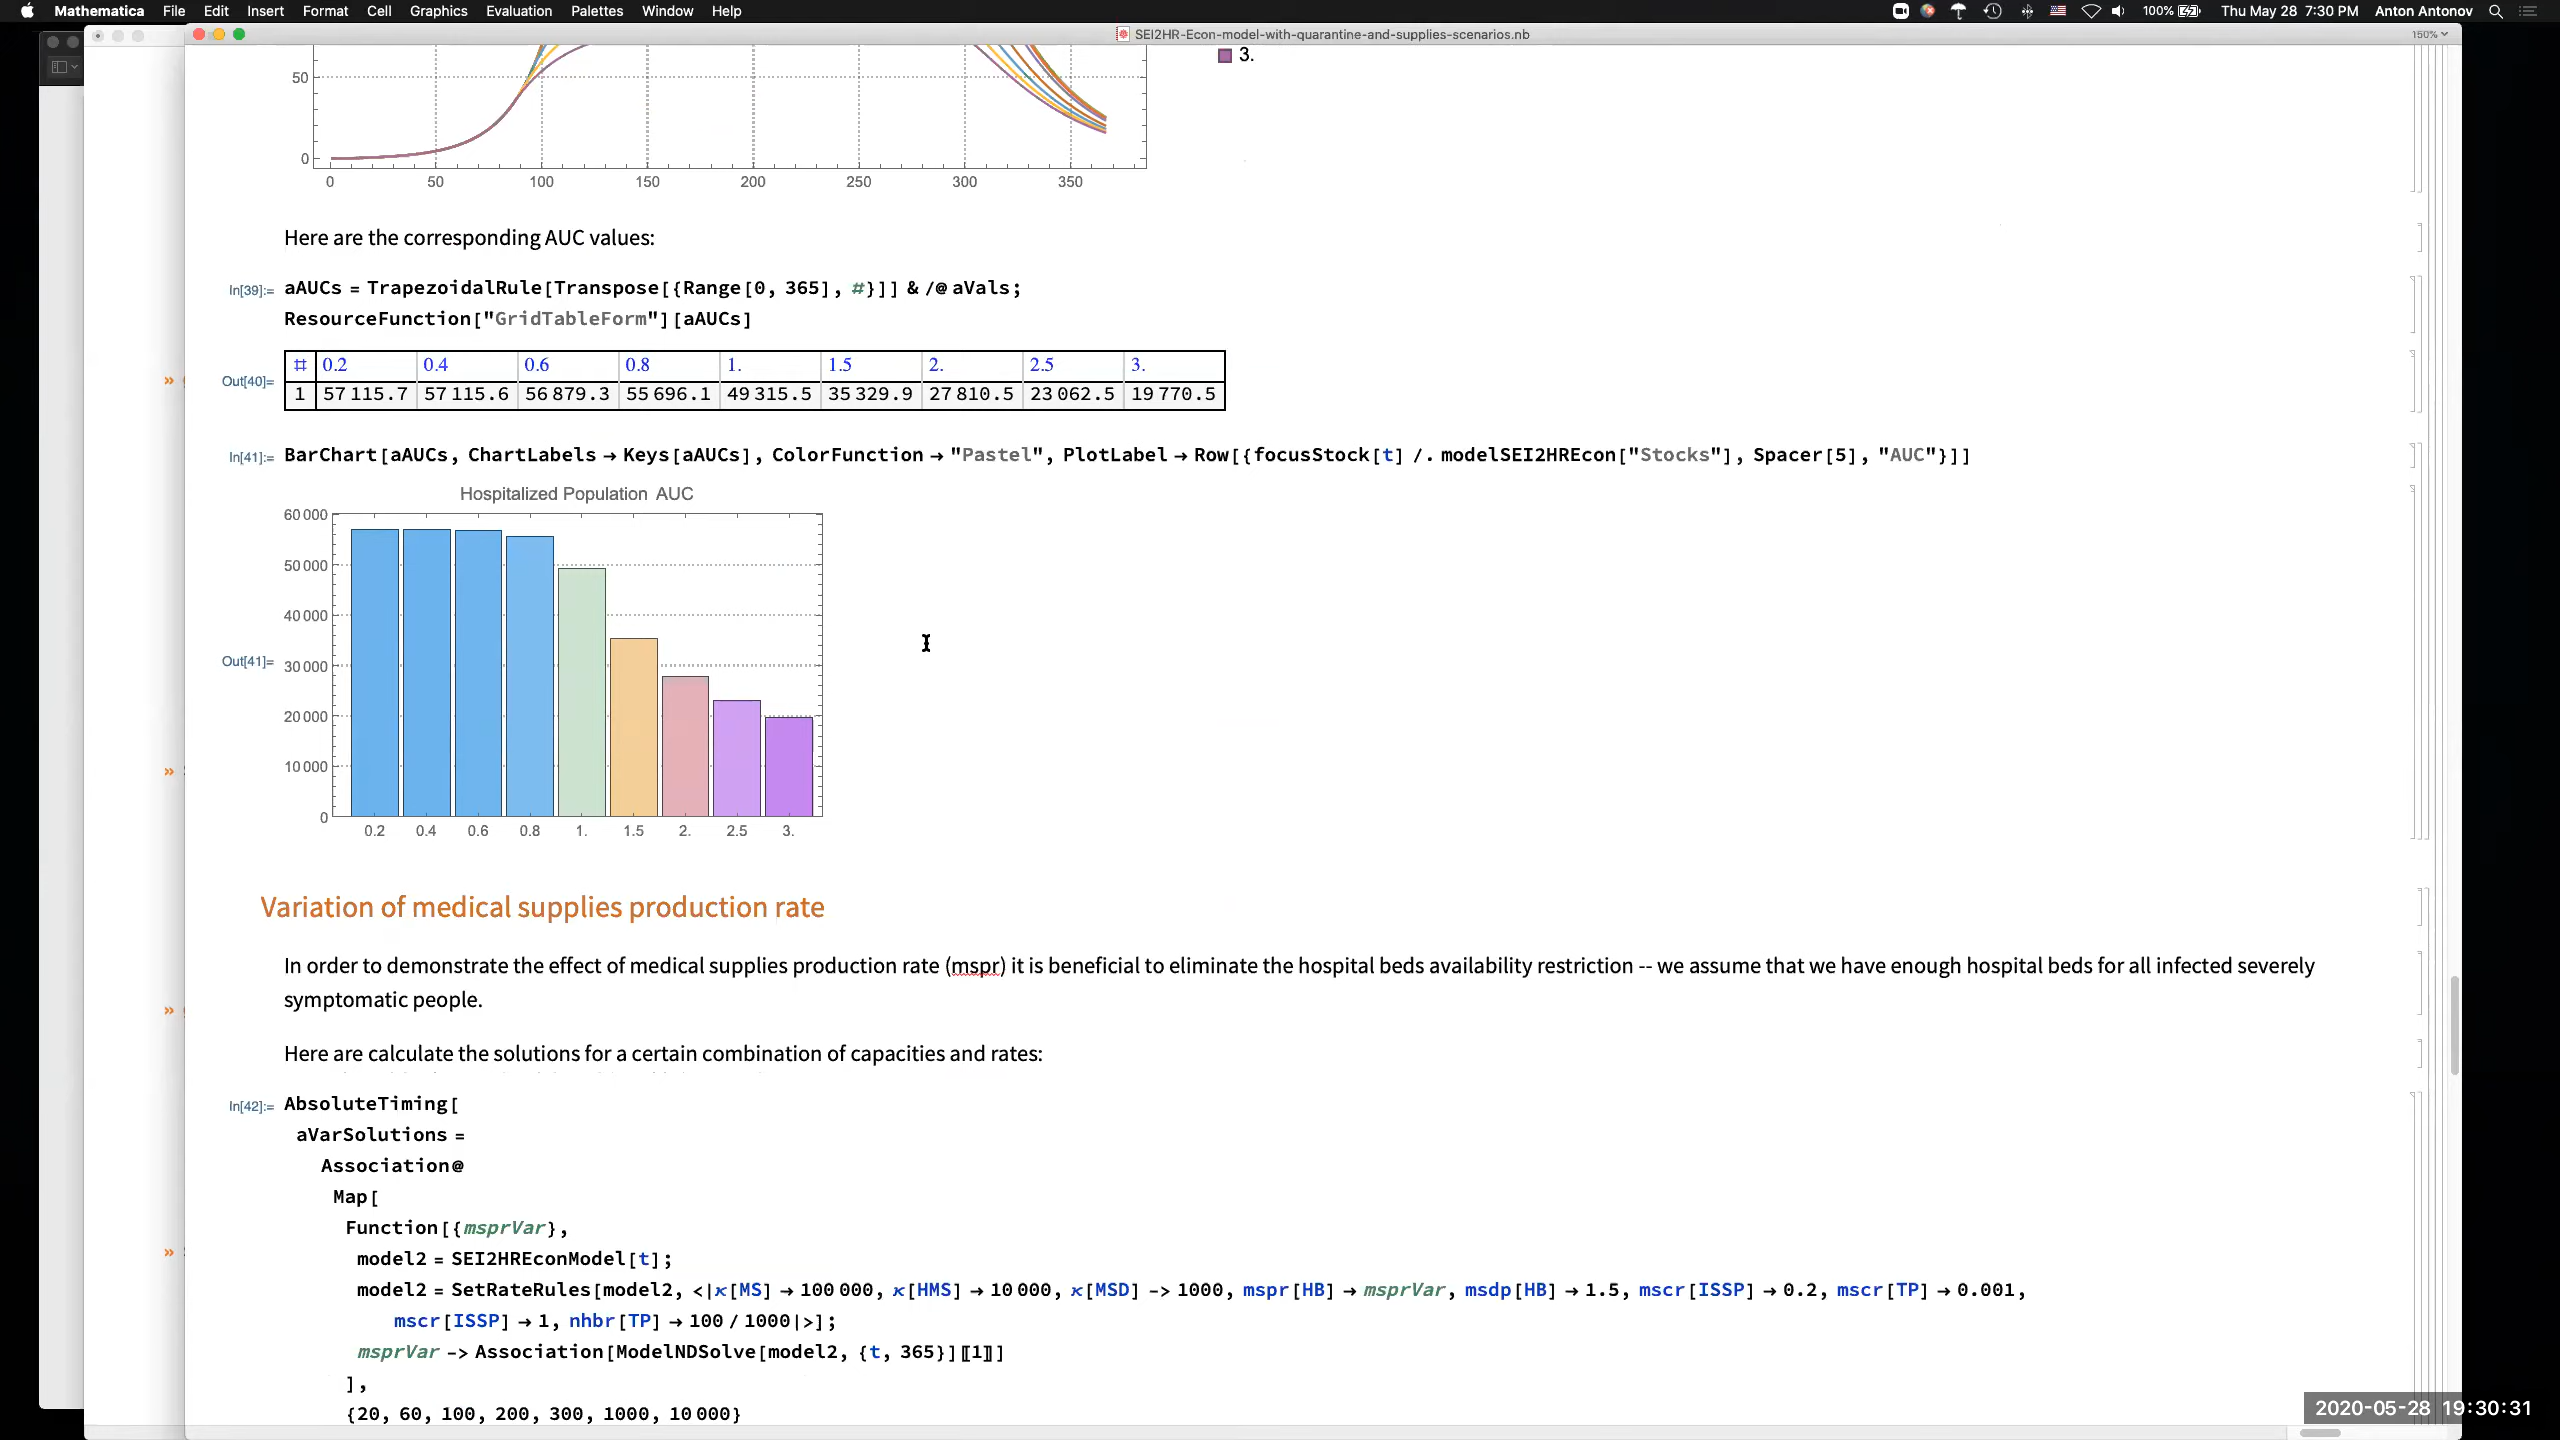 Mathematica File Edit Insert Format Cell Graphics Evaluation Palettes Window Help 100% Thu May 28 7:30 PM Anton Antonov
SEI2HR-Econ-model-with-quarantine-and-supplies-scenarios.nb 150%
3.
50
0
0 50 100 150 200 250 300 350
Here are the corresponding AUC values:
In[39]:= aAUCs = TrapezoidalRule[Transpose[{Range[0, 365], #}]] & /@ aVals;
ResourceFunction["GridTableForm"][aAUCs]
Out[40]=
# 0.2 0.4 0.6 0.8 1. 1.5 2. 2.5 3.
1 57 115.7 57 115.6 56 879.3 55 696.1 49 315.5 35 329.9 27 810.5 23 062.5 19 770.5
In[41]:= BarChart[aAUCs, ChartLabels → Keys[aAUCs], ColorFunction → "Pastel", PlotLabel → Row[{focusStock[t] /. modelSEI2HREcon["Stocks"], Spacer[5], "AUC"}]]
Hospitalized Population AUC
60 000
50 000
40 000
Out[41]= 30 000
20 000
10 000
0
0.2 0.4 0.6 0.8 1. 1.5 2. 2.5 3.
Variation of medical supplies production rate
In order to demonstrate the effect of medical supplies production rate (mspr) it is beneficial to eliminate the hospital beds availability restriction -- we assume that we have enough hospital beds for all infected severely
symptomatic people.
Here are calculate the solutions for a certain combination of capacities and rates:
In[42]:= AbsoluteTiming[
aVarSolutions =
Association@
Map[
Function[{msprVar},
model2 = SEI2HREconModel[t];
model2 = SetRateRules[model2, <|κ[MS] → 100 000, κ[HMS] → 10 000, κ[MSD] -> 1000, mspr[HB] → msprVar, msdp[HB] → 1.5, mscr[ISSP] → 0.2, mscr[TP] → 0.001,
mscr[ISSP] → 1, nhbr[TP] → 100 / 1000|>];
msprVar -> Association[ModelNDSolve[model2, {t, 365}]〚1〛]
],
{20, 60, 100, 200, 300, 1000, 10 000}
2020-05-28 19:30:31